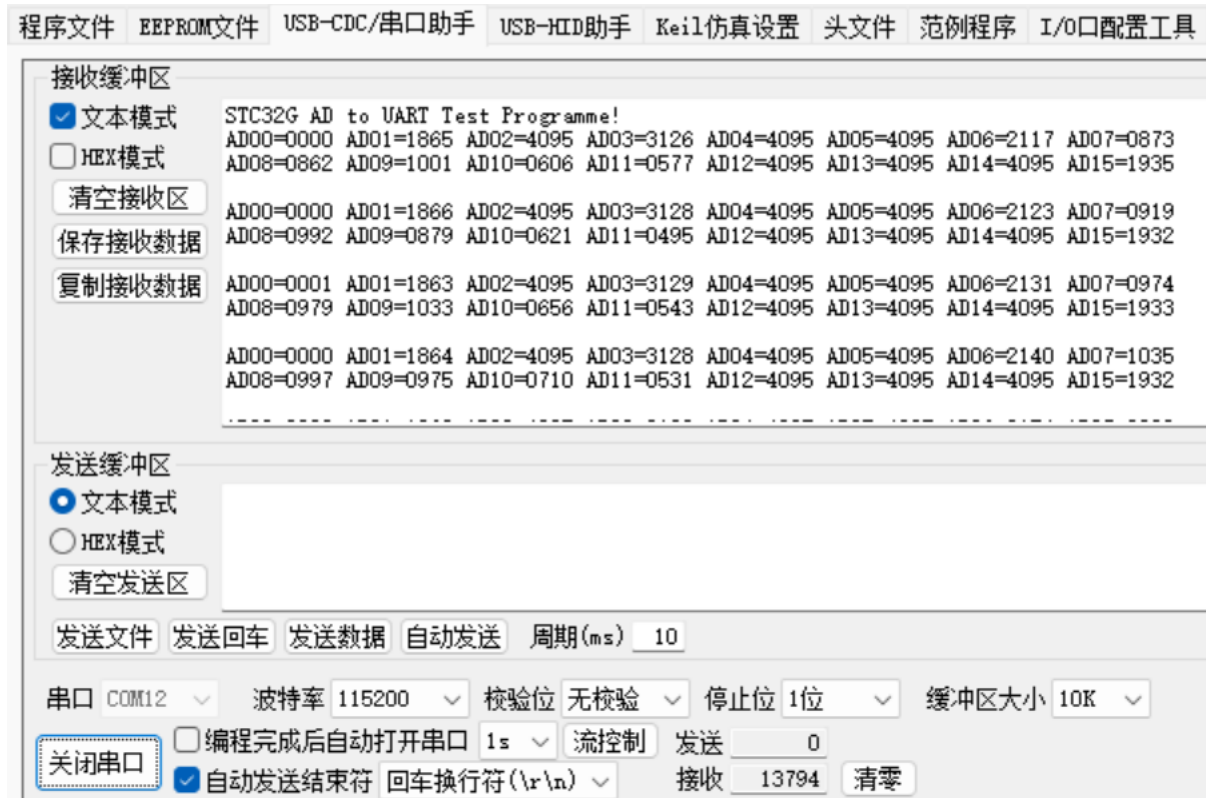 程序文件 EEPROM文件 USB-CDC/串口助手 USB-HID助手 Keil仿真设置 头文件 范例程序 I/O口配置工具
接收缓冲区
文本模式
HEX模式
清空接收区
保存接收数据
复制接收数据
STC32G AD to UART Test Programme!
AD00=0000 AD01=1865 AD02=4095 AD03=3126 AD04=4095 AD05=4095 AD06=2117 AD07=0873
AD08=0862 AD09=1001 AD10=0606 AD11=0577 AD12=4095 AD13=4095 AD14=4095 AD15=1935
AD00=0000 AD01=1866 AD02=4095 AD03=3128 AD04=4095 AD05=4095 AD06=2123 AD07=0919
AD08=0992 AD09=0879 AD10=0621 AD11=0495 AD12=4095 AD13=4095 AD14=4095 AD15=1932
AD00=0001 AD01=1863 AD02=4095 AD03=3129 AD04=4095 AD05=4095 AD06=2131 AD07=0974
AD08=0979 AD09=1033 AD10=0656 AD11=0543 AD12=4095 AD13=4095 AD14=4095 AD15=1933
AD00=0000 AD01=1864 AD02=4095 AD03=3128 AD04=4095 AD05=4095 AD06=2140 AD07=1035
AD08=0997 AD09=0975 AD10=0710 AD11=0531 AD12=4095 AD13=4095 AD14=4095 AD15=1932
发送缓冲区
文本模式
HEX模式
清空发送区
发送文件 发送回车 发送数据 自动发送 周期(ms) 10
串口 COM12 波特率 115200 校验位 无校验 停止位 1位 缓冲区大小 10K
关闭串口
编程完成后自动打开串口 1s 流控制 发送 0
自动发送结束符 回车换行符(\r\n) 接收 13794 清零